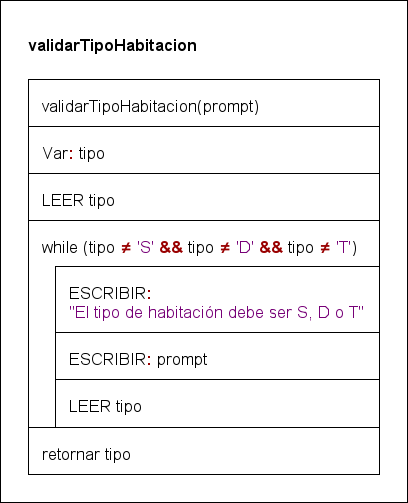 validarTipoHabitacion
validarTipoHabitacion(prompt)
Var: tipo
LEER tipo
while (tipo ≠ 'S' && tipo ≠ 'D' && tipo ≠ 'T')
ESCRIBIR:
"El tipo de habitación debe ser S, D o T"
ESCRIBIR: prompt
LEER tipo
retornar tipo